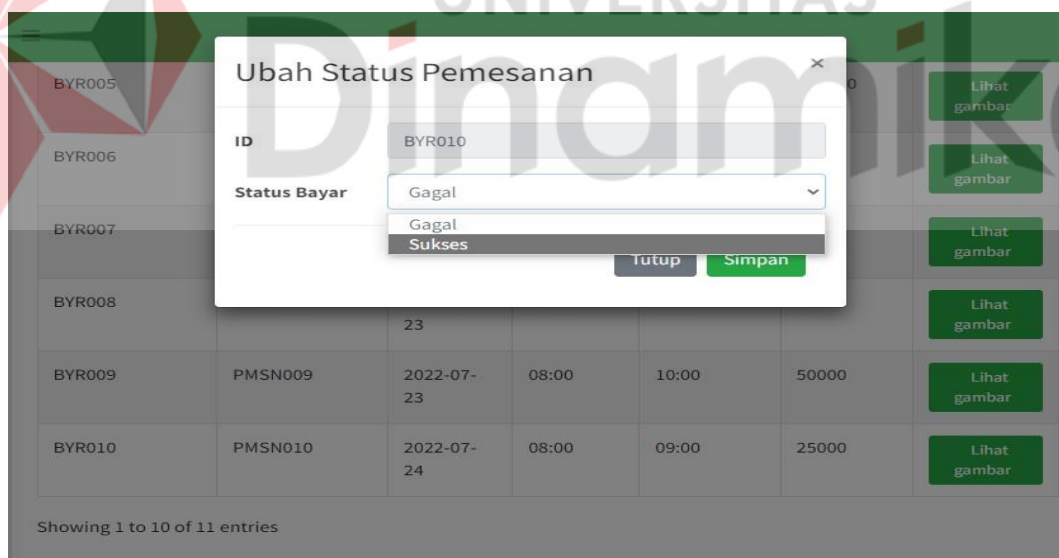 UNIVERSITAS
Dinamika
Ubah Status Pemesanan ×
BYR005 0 Lihat
gambar
ID BYR010
BYR006 Lihat
gambar
Status Bayar Gagal
Gagal
Sukses
BYR007 Lihat
gambar
Tutup Simpan
BYR008 Lihat
gambar
23
BYR009 PMSN009 2022-07- 08:00 10:00 50000 Lihat
23 gambar
BYR010 PMSN010 2022-07- 08:00 09:00 25000 Lihat
24 gambar
Showing 1 to 10 of 11 entries